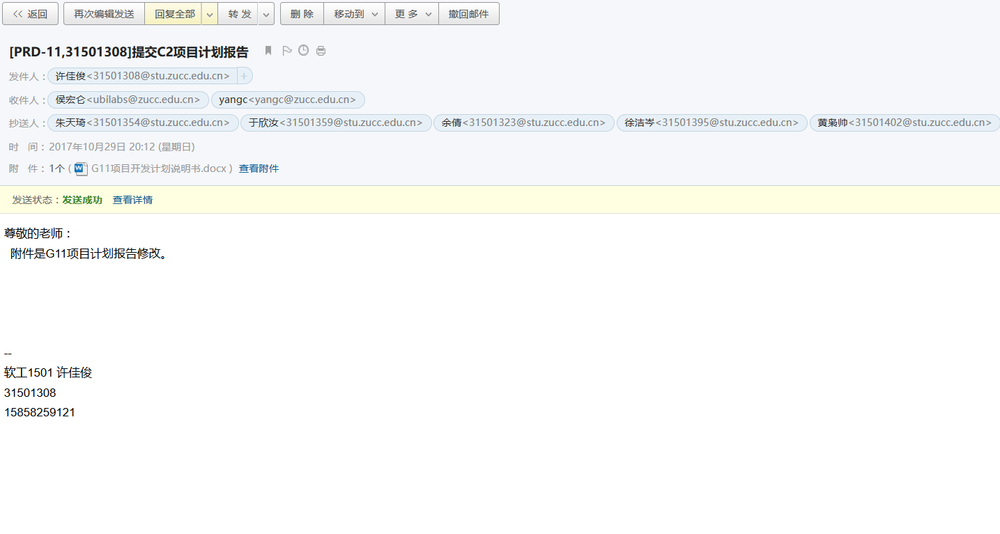 返回 再次编辑发送 回复全部 转 发 删 除 移动到 更 多 撤回邮件
[PRD-11,31501308]提交C2项目计划报告
发件人：许佳俊<31501308@stu.zucc.edu.cn> +
收件人：侯宏仑<ubilabs@zucc.edu.cn> yangc<yangc@zucc.edu.cn>
抄送人：朱天琦<31501354@stu.zucc.edu.cn> 于欣汝<31501359@stu.zucc.edu.cn> 余倩<31501323@stu.zucc.edu.cn> 徐洁岑<31501395@stu.zucc.edu.cn> 黄枭帅<31501402@stu.zucc.edu.cn>
时 间：2017年10月29日 20:12 (星期日)
附 件：1个 ( G11项目开发计划说明书.docx ) 查看附件
发送状态：发送成功 查看详情
尊敬的老师：
附件是G11项目计划报告修改。
--
软工1501 许佳俊
31501308
15858259121